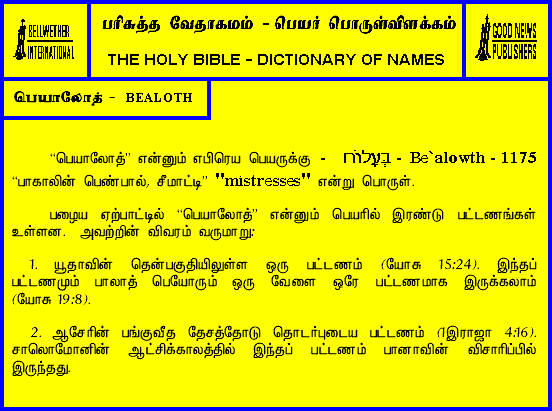 BELLWETHER
INTERNATIONAL
பரிசுத்த வேதாகமம் - பெயர் பொருள்விளக்கம்
THE HOLY BIBLE – DICTIONARY OF NAMES
GOOD NEWS
PUBLISHERS
பெயாலோத் - BEALOTH
“பெயாலோத்” என்னும் எபிரெய பெயருக்கு - בְּעָלוֹת - Be`alowth - 1175
“பாகாலின் பெண்பால், சீமாட்டி” "mistresses" என்று பொருள்.
பழைய ஏற்பாட்டில் “பெயாலோத்” என்னும் பெயரில் இரண்டு பட்டணங்கள்
உள்ளன. அவற்றின் விவரம் வருமாறு:
1. யூதாவின் தென்பகுதியிலுள்ள ஒரு பட்டணம் (யோசு 15:24). இந்தப்
பட்டணமும் பாலாத் பெயோரும் ஒரு வேளை ஒரே பட்டணமாக இருக்கலாம்
(யோசு 19:8).
2. ஆசேரின் பங்குவீத தேசத்தோடு தொடர்புடைய பட்டணம் (1இராஜா 4:16).
சாலொமோனின் ஆட்சிக்காலத்தில் இந்தப் பட்டணம் பானாவின் விசாரிப்பில்
இருந்தது.